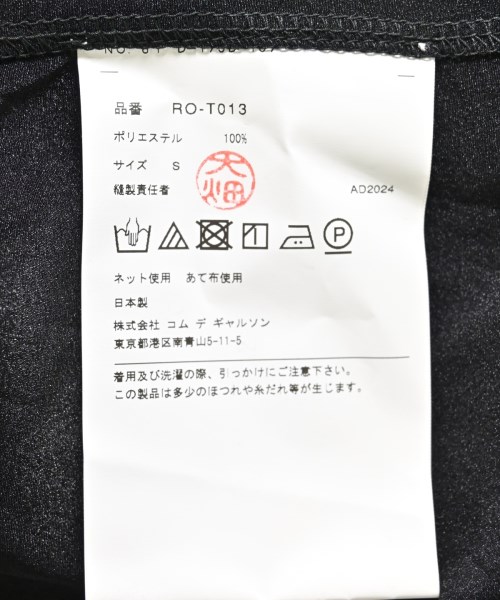 品番 RO-T013
ポリエステル 100%
サイズ S
大畑
縫製責任者 AD2024
P
ネット使用 あて布使用
日本製
株式会社 コム デ ギャルソン
東京都港区南青山5-11-5
着用及び洗濯の際、引っかけにご注意下さい。
この製品は多少のほつれや糸だれ等が生じます。